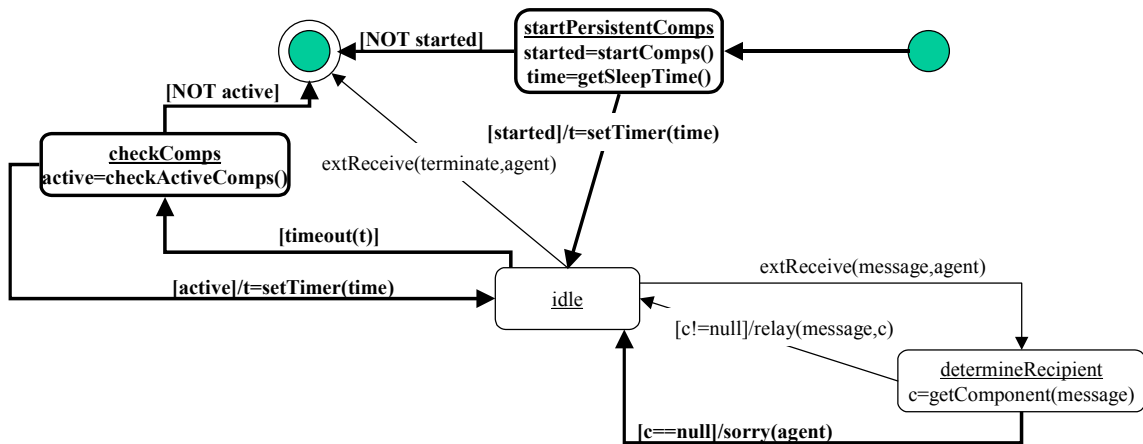 startPersistentComps
started=startComps()
time=getSleepTime()
[NOT started]
[NOT active]
[started]/t=setTimer(time)
checkComps
active=checkActiveComps()
extReceive(terminate,agent)
[timeout(t)]
extReceive(message,agent)
[active]/t=setTimer(time)
idle
[c!=null]/relay(message,c)
determineRecipient
c=getComponent(message)
[c==null]/sorry(agent)